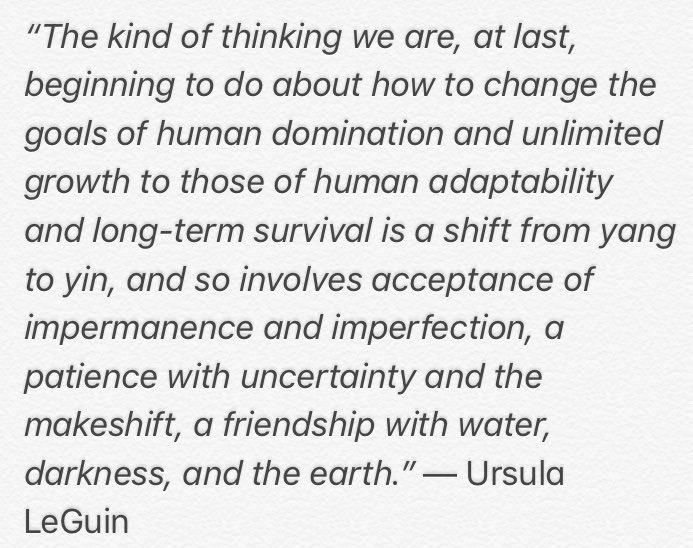 “The kind of thinking we are, at last,
beginning to do about how to change the
goals of human domination and unlimited
growth to those of human adaptability
and long-term survival is a shift from yang
to yin, and so involves acceptance of
impermanence and imperfection, a
patience with uncertainty and the
makeshift, a friendship with water,
darkness, and the earth.” — Ursula
LeGuin